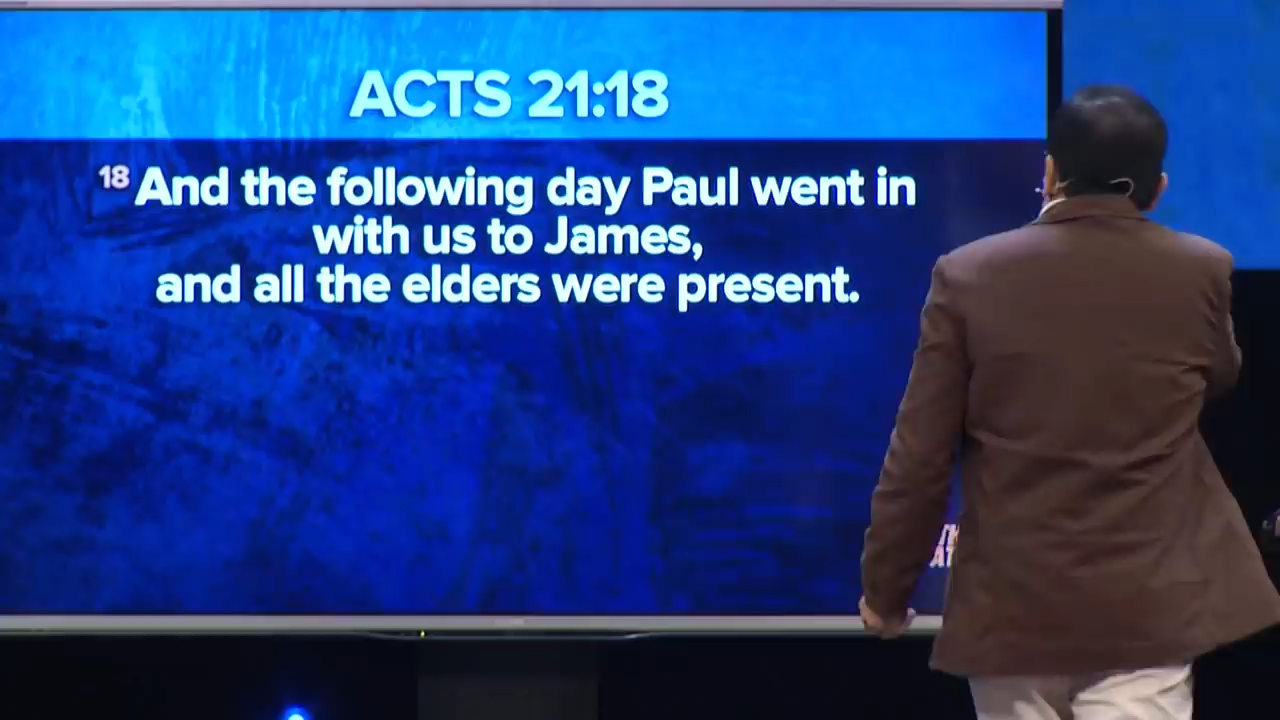 ACTS 21:18
18 And the following day Paul went in
with us to James,
and all the elders were present.